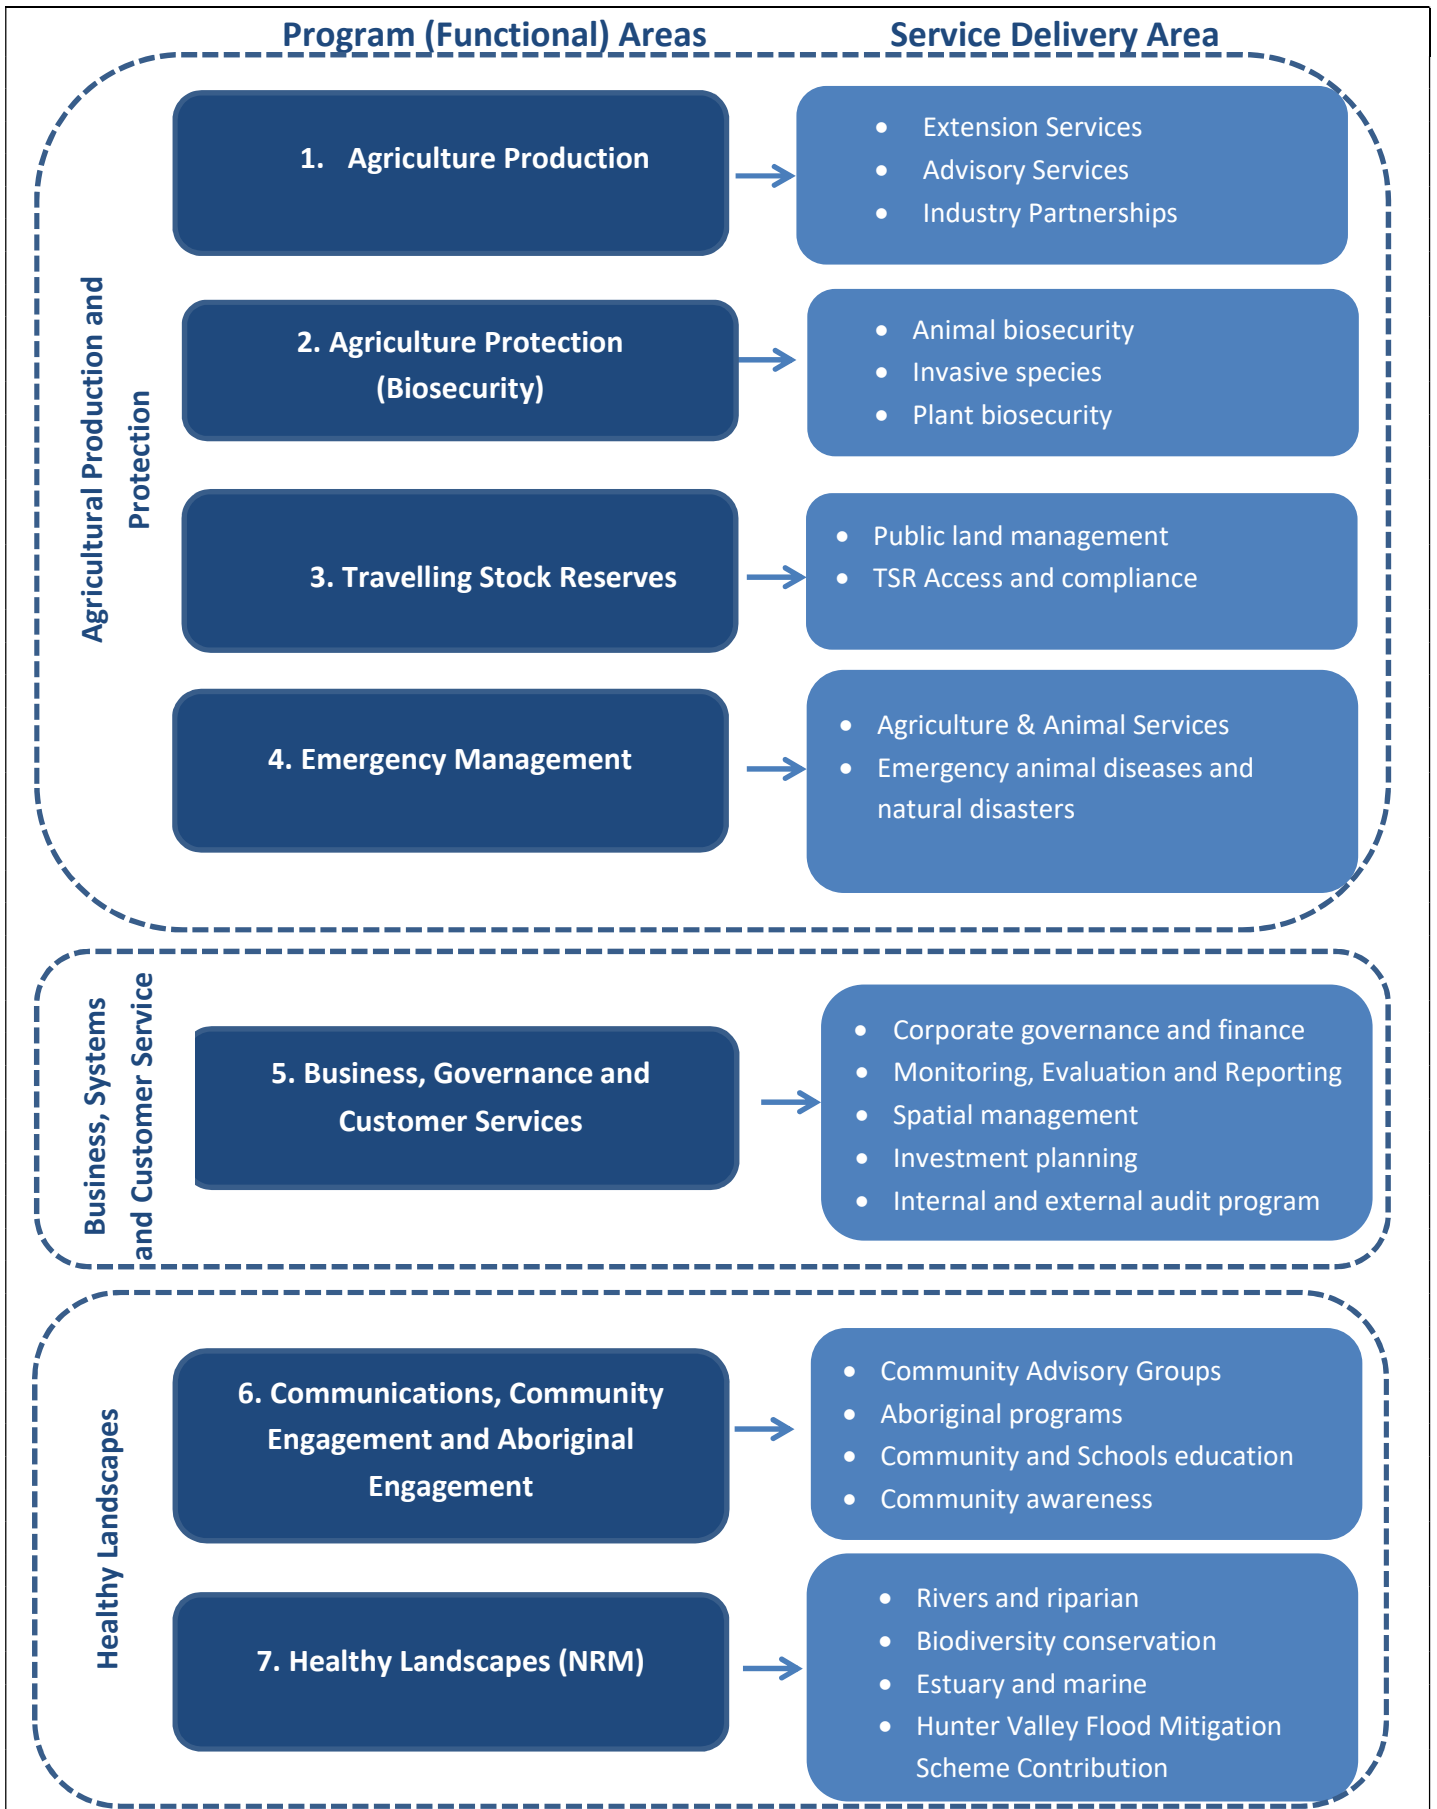 Program (Functional) Areas
Service Delivery Area
Agricultural Production and
Protection
1. Agriculture Production
• Extension Services
• Advisory Services
• Industry Partnerships
2. Agriculture Protection
(Biosecurity)
• Animal biosecurity
• Invasive species
• Plant biosecurity
3. Travelling Stock Reserves
• Public land management
• TSR Access and compliance
4. Emergency Management
• Agriculture & Animal Services
• Emergency animal diseases and
natural disasters
Business, Systems
and Customer Service
5. Business, Governance and
Customer Services
• Corporate governance and finance
• Monitoring, Evaluation and Reporting
• Spatial management
• Investment planning
• Internal and external audit program
Healthy Landscapes
6. Communications, Community
Engagement and Aboriginal
Engagement
• Community Advisory Groups
• Aboriginal programs
• Community and Schools education
• Community awareness
7. Healthy Landscapes (NRM)
• Rivers and riparian
• Biodiversity conservation
• Estuary and marine
• Hunter Valley Flood Mitigation
Scheme Contribution